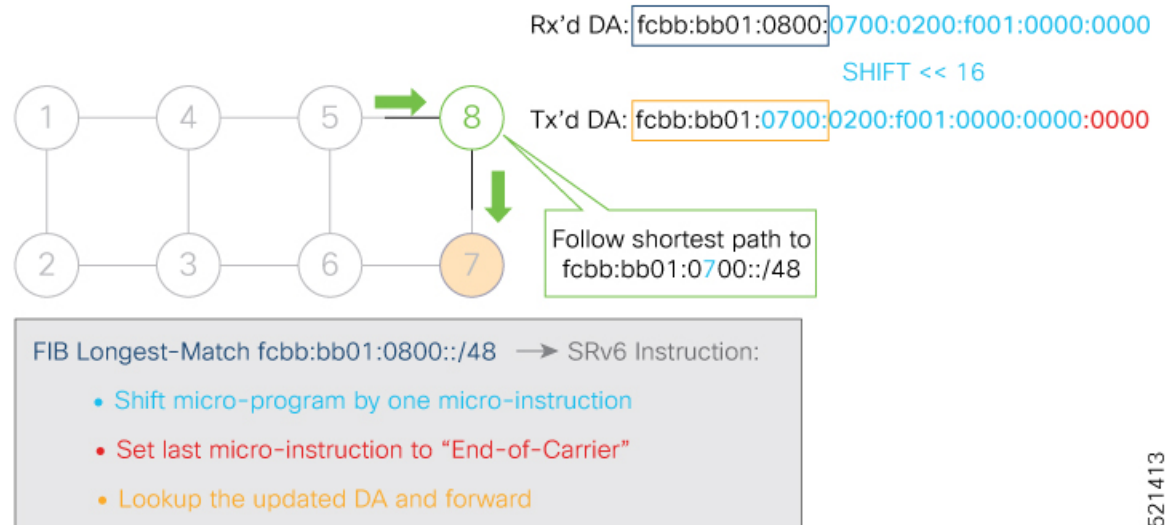 Rx'd DA: fcbb:bb01:0800:0700:0200:f001:0000:0000
SHIFT << 16
Tx'd DA: fcbb:bb01:0700:0200:f001:0000:0000:0000
1
4
5
8
2
3
6
7
Follow shortest path to
fcbb:bb01:0700::/48
FIB Longest-Match fcbb:bb01:0800::/48 → SRv6 Instruction:
• Shift micro-program by one micro-instruction
• Set last micro-instruction to “End-of-Carrier”
• Lookup the updated DA and forward
521413